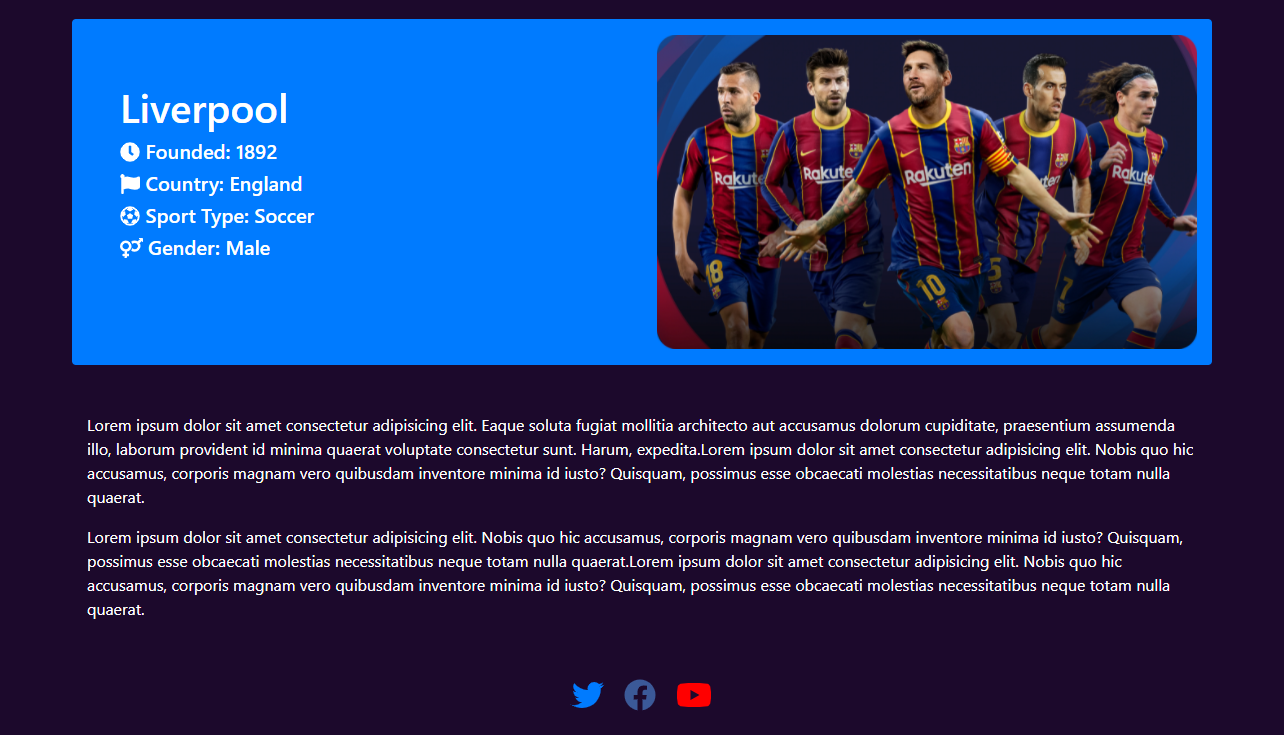 Liverpool
Founded: 1892
Country: England
Sport Type: Soccer
Gender: Male
Rakuten
Rakuten
Rakuten
Rakuten
Rakuten
18
10
5
7
Lorem ipsum dolor sit amet consectetur adipisicing elit. Eaque soluta fugiat mollitia architecto aut accusamus dolorum cupiditate, praesentium assumenda
illo, laborum provident id minima quaerat voluptate consectetur sunt. Harum, expedita.Lorem ipsum dolor sit amet consectetur adipisicing elit. Nobis quo hic
accusamus, corporis magnam vero quibusdam inventore minima id iusto? Quisquam, possimus esse obcaecati molestias necessitatibus neque totam nulla
quaerat.
Lorem ipsum dolor sit amet consectetur adipisicing elit. Nobis quo hic accusamus, corporis magnam vero quibusdam inventore minima id iusto? Quisquam,
possimus esse obcaecati molestias necessitatibus neque totam nulla quaerat.Lorem ipsum dolor sit amet consectetur adipisicing elit. Nobis quo hic
accusamus, corporis magnam vero quibusdam inventore minima id iusto? Quisquam, possimus esse obcaecati molestias necessitatibus neque totam nulla
quaerat.